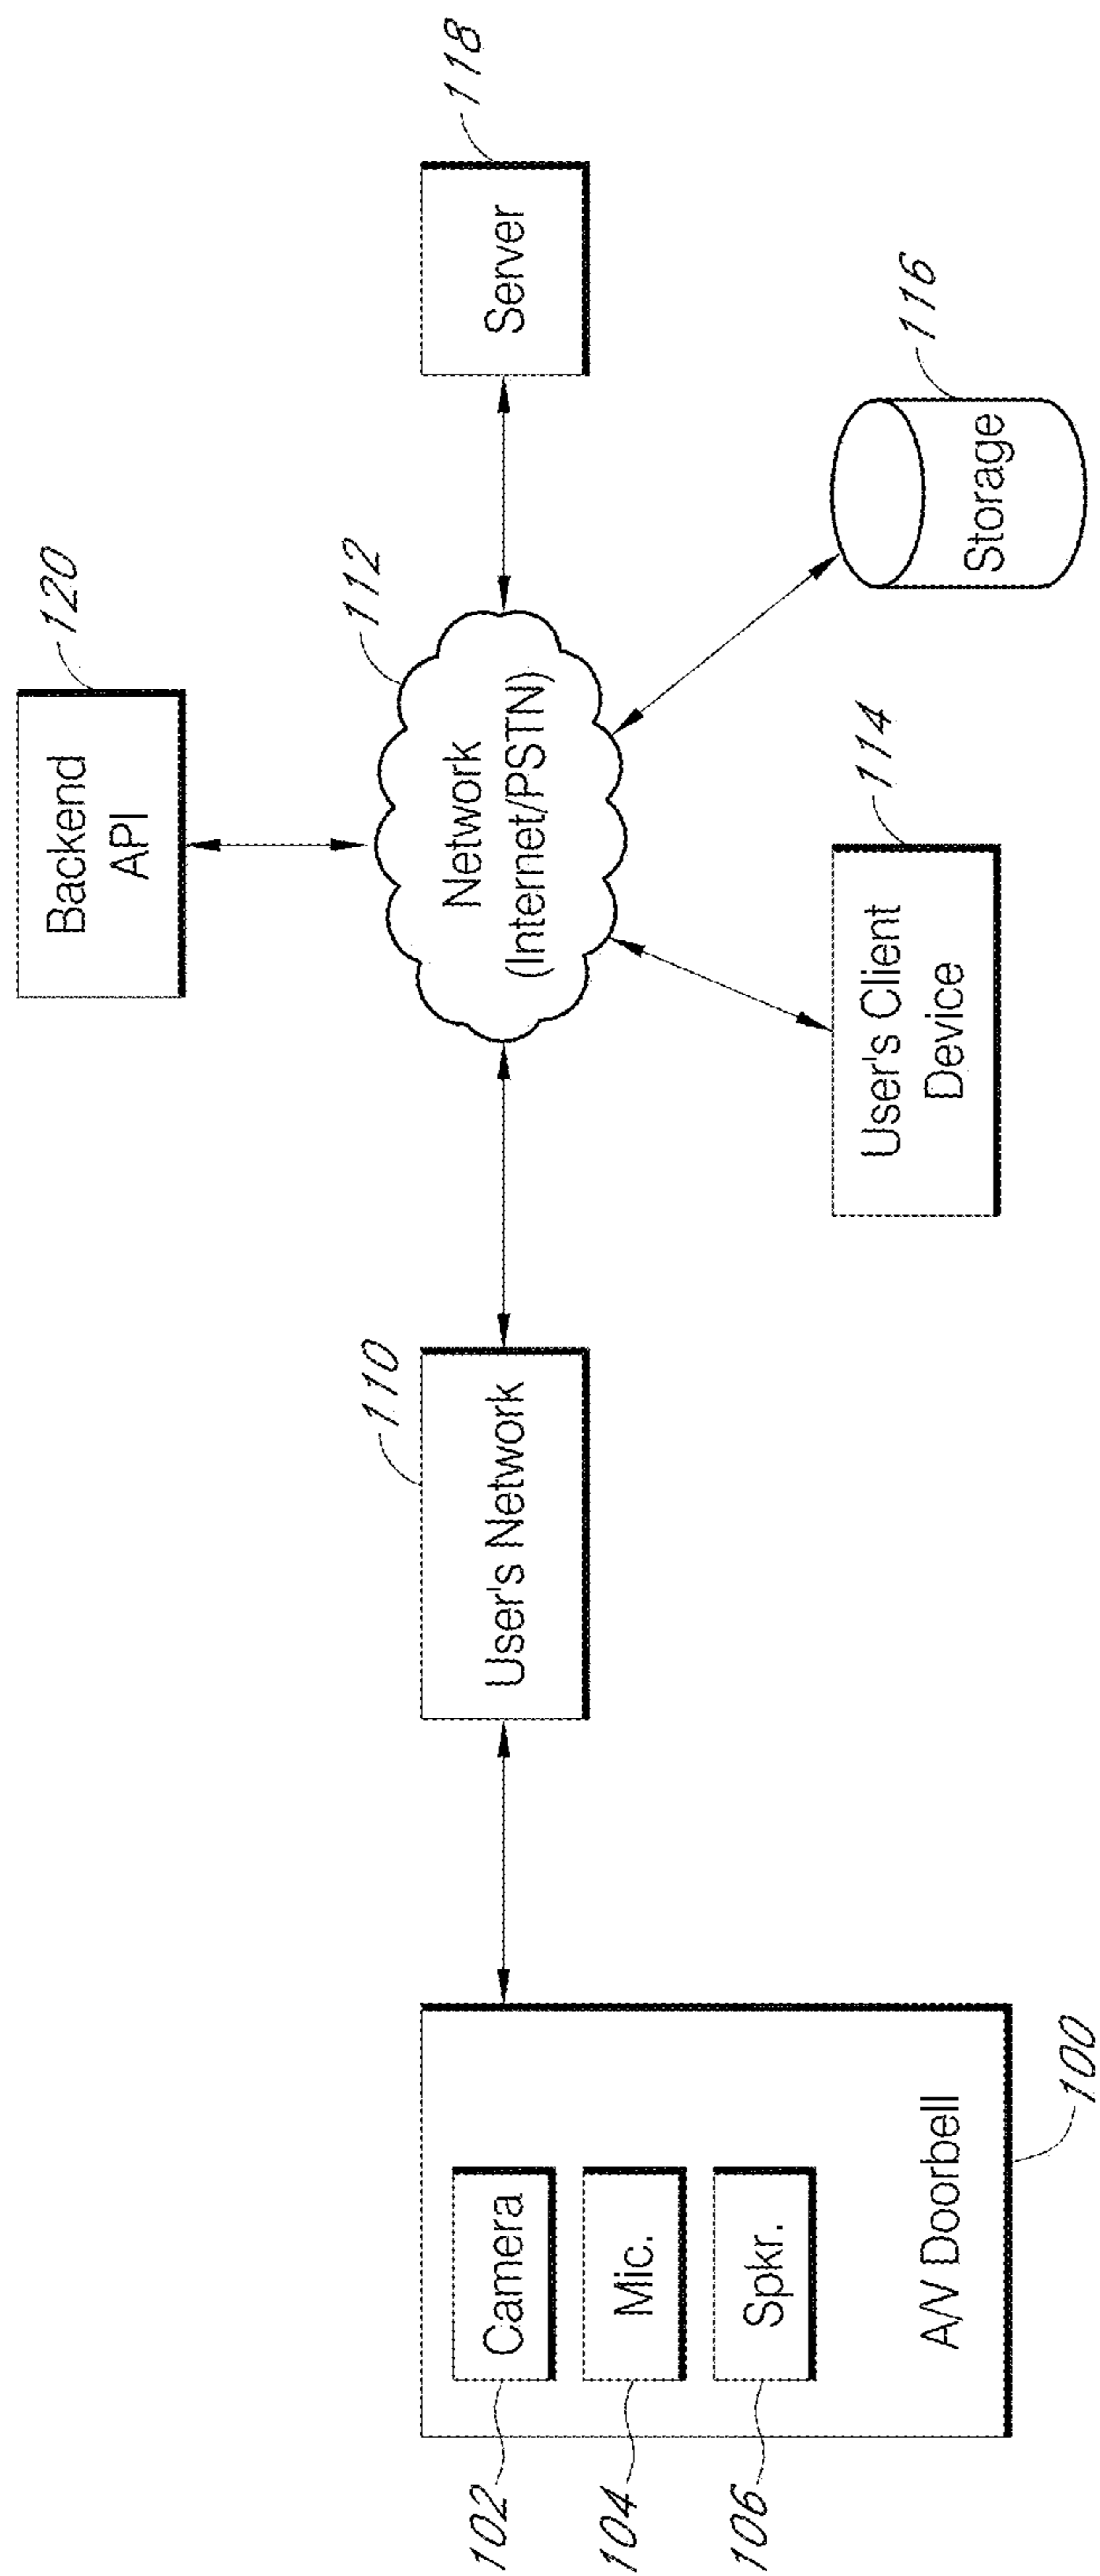 Backend
API
120
112
Network
(Internet/PSTN)
118
Server
110
User's Network
Camera
102
Mic.
104
Spkr.
106
A/V Doorbell
100
User's Client
Device
114
Storage
116